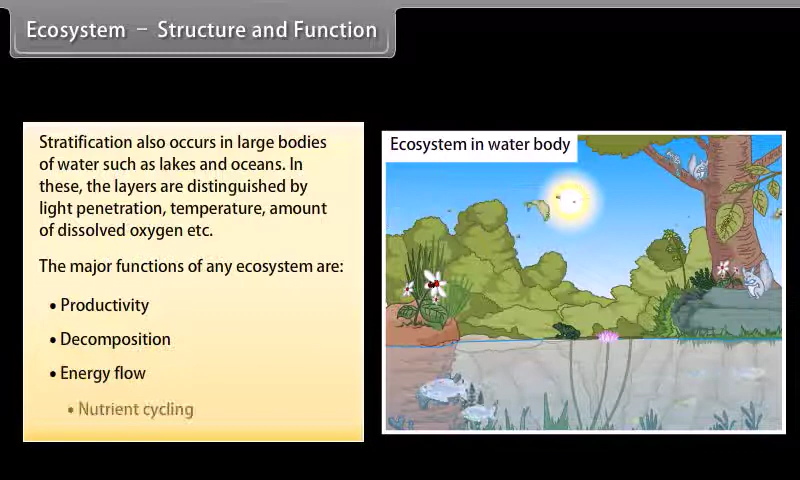 Ecosystem – Structure and Function
Stratification also occurs in large bodies
of water such as lakes and oceans. In
these, the layers are distinguished by
light penetration, temperature, amount
of dissolved oxygen etc.
The major functions of any ecosystem are:
• Productivity
• Decomposition
• Energy flow
• Nutrient cycling
Ecosystem in water body